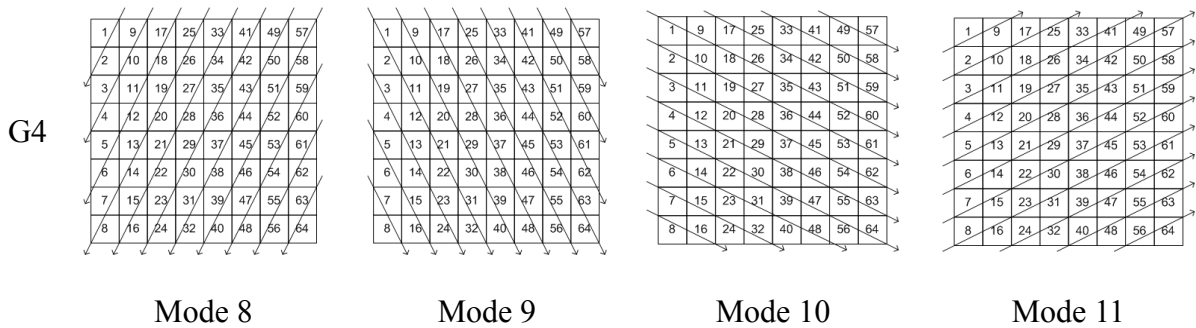 1 9 17 25 33 41 49 57 1 9 17 25 33 41 49 57 1 9 17 25 33 41 49 57 1 9 17 25 33 41 49 57
2 10 18 26 34 42 50 58 2 10 18 26 34 42 50 58 2 10 18 26 34 42 50 58 2 10 18 26 34 42 50 58
3 11 19 27 35 43 51 59 3 11 19 27 35 43 51 59 3 11 19 27 35 43 51 59 3 11 19 27 35 43 51 59
G4 4 12 20 28 36 44 52 60 4 12 20 28 36 44 52 60 4 12 20 28 36 44 52 60 4 12 20 28 36 44 52 60
5 13 21 29 37 45 53 61 5 13 21 29 37 45 53 61 5 13 21 29 37 45 53 61 5 13 21 29 37 45 53 61
6 14 22 30 38 46 54 62 6 14 22 30 38 46 54 62 6 14 22 30 38 46 54 62 6 14 22 30 38 46 54 62
7 15 23 31 39 47 55 63 7 15 23 31 39 47 55 63 7 15 23 31 39 47 55 63 7 15 23 31 39 47 55 63
8 16 24 32 40 48 56 64 8 16 24 32 40 48 56 64 8 16 24 32 40 48 56 64 8 16 24 32 40 48 56 64
Mode 8 Mode 9 Mode 10 Mode 11